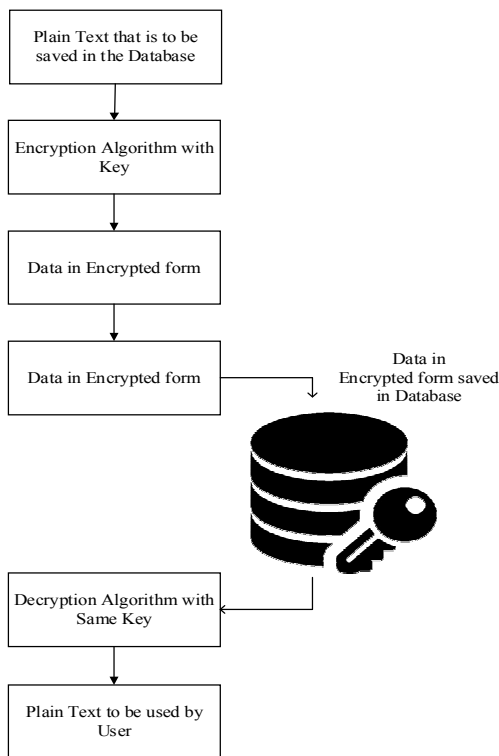 Plain Text that is to be
saved in the Database
Encryption Algorithm with
Key
Data in Encrypted form
Data in Encrypted form
Data in
Encrypted form saved
in Database
Decryption Algorithm with
Same Key
Plain Text to be used by
User